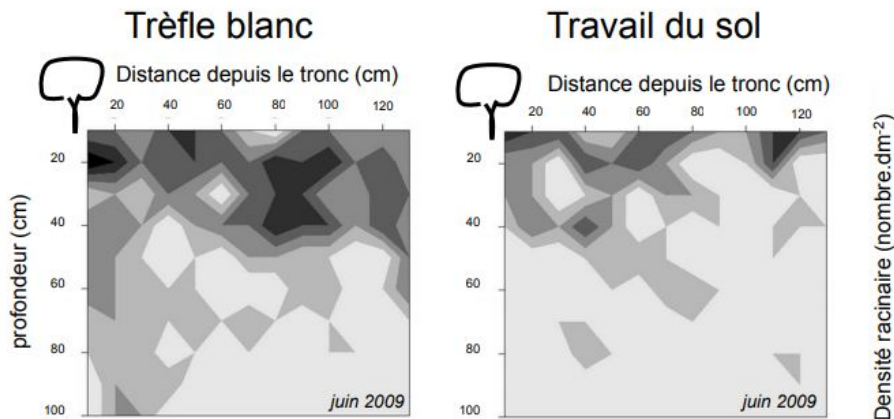 Trèfle blanc
Distance depuis le tronc (cm)
20 40 60 80 100 120
profondeur (cm)
20
40
60
80
100
juin 2009
Travail du sol
Distance depuis le tronc (cm)
20 40 60 80 100 120
20
40
60
80
100
juin 2009
Densité racinaire (nombre.dm-²)